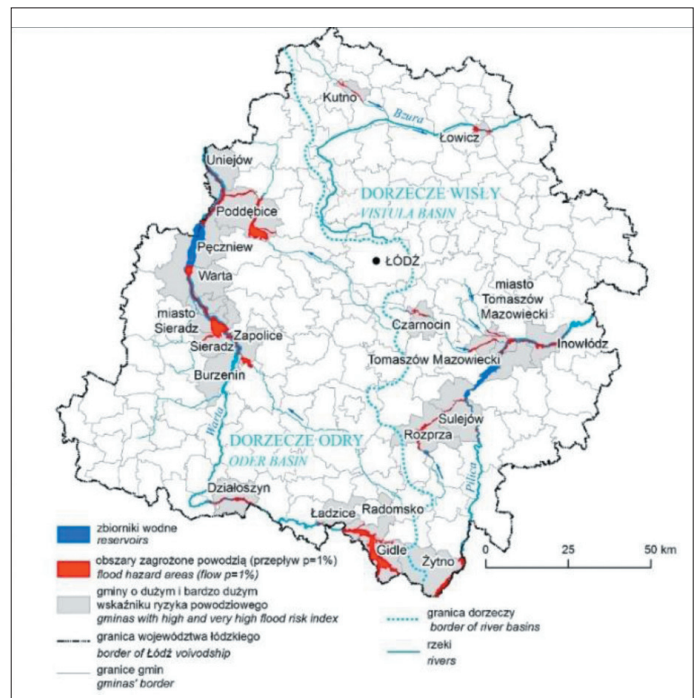 Kutno
Bzura
Łowicz
Uniejów
DORZECZE WISŁY
VISTULA BASIN
Poddębice
Pęczniew
ŁÓDŹ
Warta
miasto
Tomaszów
Mazowiecki
miasto
Sieradz
Czarnocin
Zapolice
Sieradz
Inowłódz
Tomaszów Mazowiecki
Burzenin
Sulejów
Warta
Rozprza
DORZECZE ODRY
ODER BASIN
Pilica
Działoszyn
Ładzice
Radomsko
Gidle
Żytno
0 25 50 km
zbiorniki wodne
reservoirs
obszary zagrożone powodzią (przepływ p=1%)
flood hazard areas (flow p=1%)
gminy o dużym i bardzo dużym
wskaźniku ryzyka powodziowego
gminas with high and very high flood risk index
granica województwa łódzkiego
border of Łódź voivodship
granice gmin
gminas' border
granica dorzeczy
border of river basins
rzeki
rivers